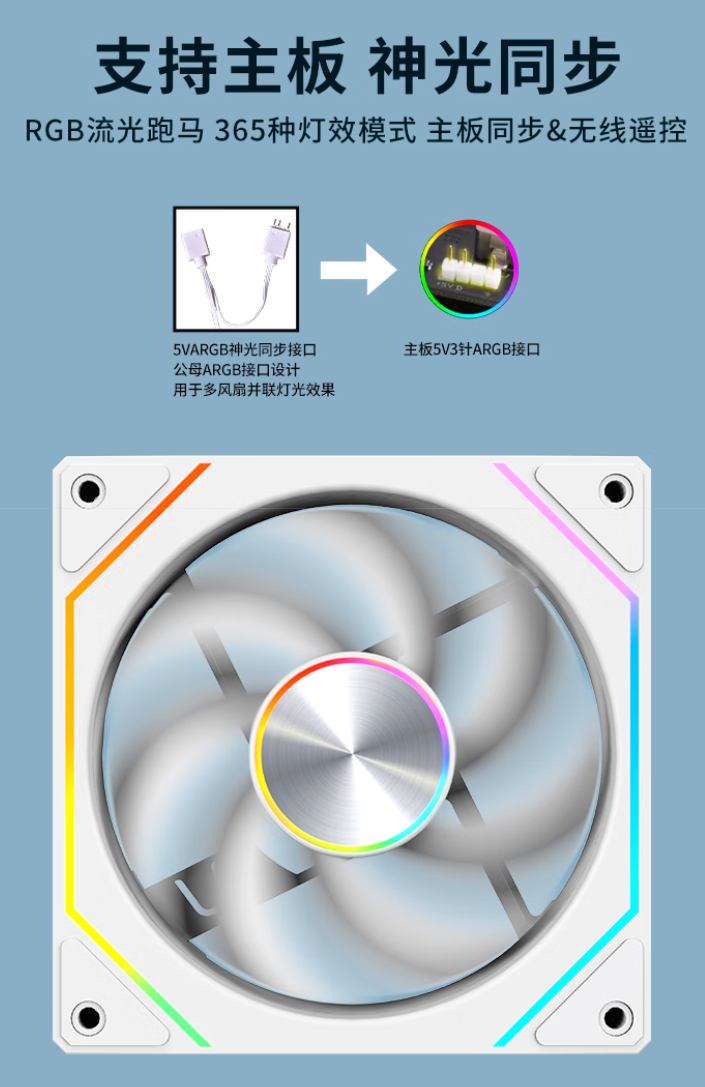 支持主板 神光同步
RGB流光跑马 365种灯效模式 主板同步&无线遥控
5VARGB神光同步接口
公母ARGB接口设计
用于多风扇并联灯光效果
主板5V3针ARGB接口